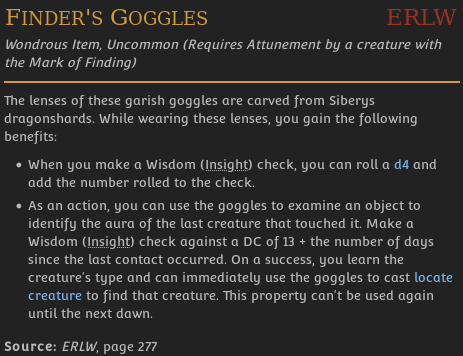 Finder's Goggles ERLW
Wondrous Item, Uncommon (Requires Attunement by a creature with
the Mark of Finding)
The lenses of these garish goggles are carved from Siberys
dragonshards. While wearing these lenses, you gain the following
benefits:
• When you make a Wisdom (Insight) check, you can roll a d4 and
add the number rolled to the check.
• As an action, you can use the goggles to examine an object to
identify the aura of the last creature that touched it. Make a
Wisdom (Insight) check against a DC of 13 + the number of days
since the last contact occurred. On a success, you learn the
creature's type and can immediately use the goggles to cast locate
creature to find that creature. This property can't be used again
until the next dawn.
Source: ERLW, page 277